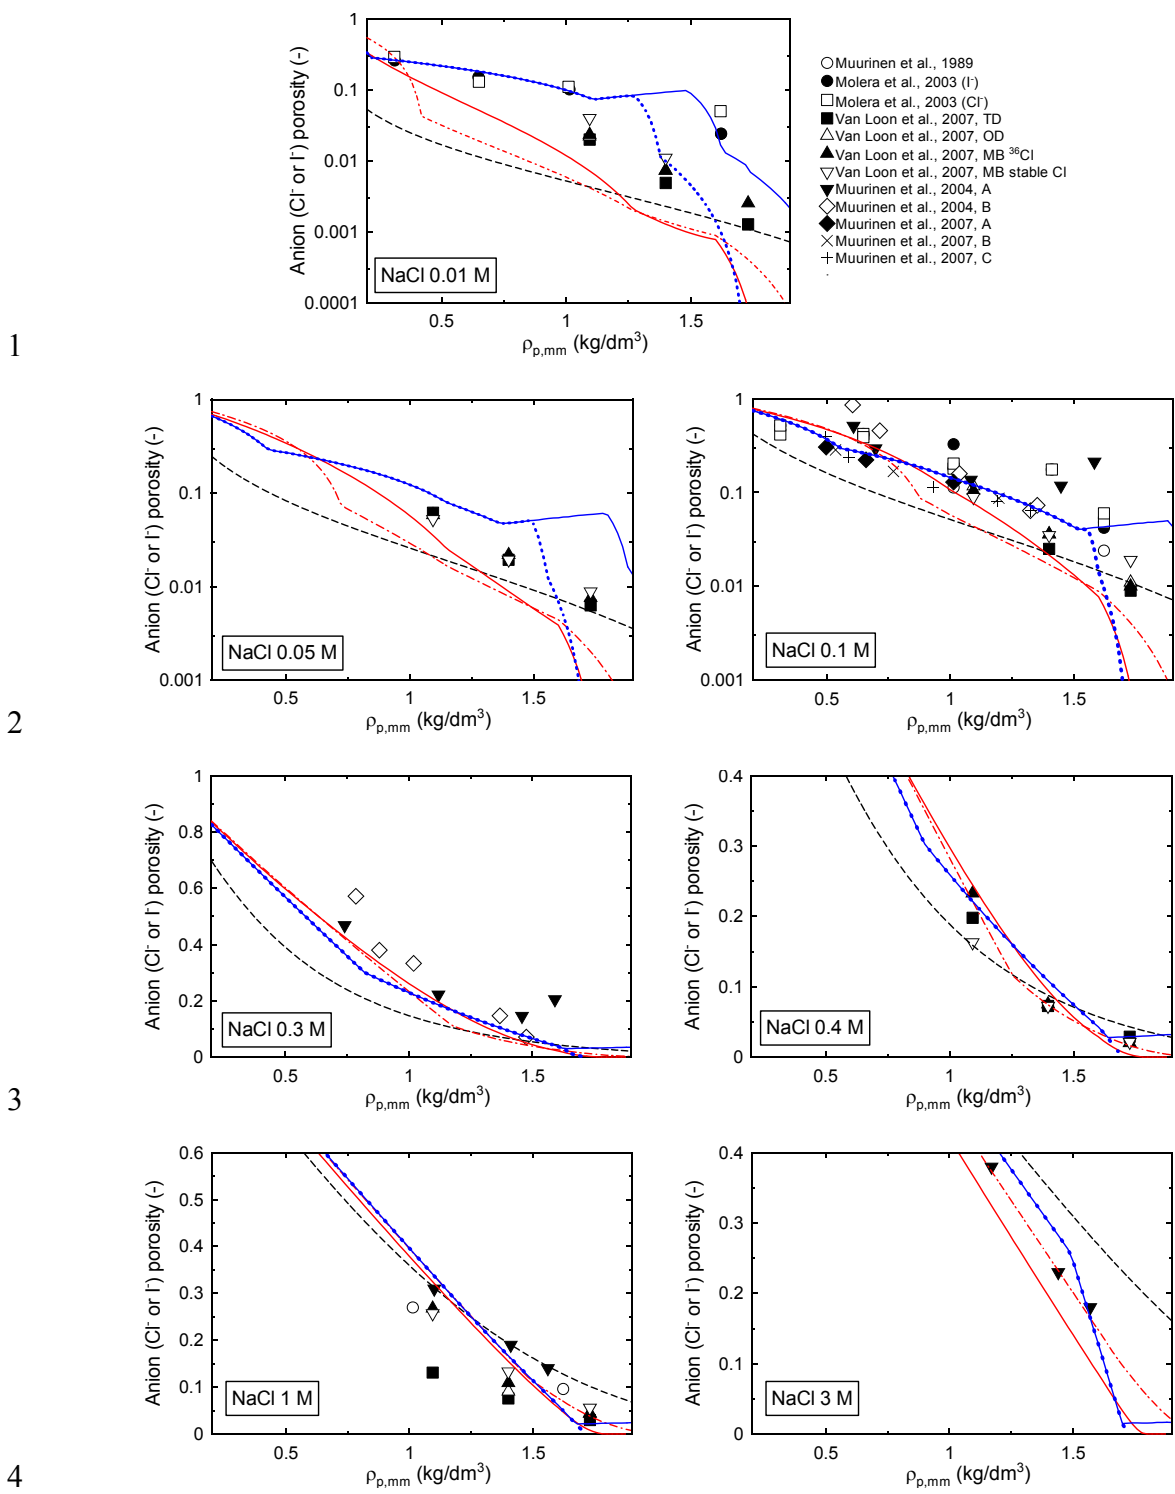 Anion (Cl⁻ or I⁻) porosity (-)
1
0.1
0.01
0.001
0.0001
NaCl 0.01 M
0.5 1 1.5
ρp,mm (kg/dm³)
Muurinen et al., 1989
Molera et al., 2003 (I⁻)
Molera et al., 2003 (Cl⁻)
Van Loon et al., 2007, TD
Van Loon et al., 2007, OD
Van Loon et al., 2007, MB ³⁶Cl
Van Loon et al., 2007, MB stable Cl
Muurinen et al., 2004, A
Muurinen et al., 2004, B
Muurinen et al., 2007, A
Muurinen et al., 2007, B
Muurinen et al., 2007, C
1
Anion (Cl⁻ or I⁻) porosity (-)
1
0.1
0.01
0.001
NaCl 0.05 M
0.5 1 1.5
ρp,mm (kg/dm³)
Anion (Cl⁻ or I⁻) porosity (-)
1
0.1
0.01
0.001
NaCl 0.1 M
0.5 1 1.5
ρp,mm (kg/dm³)
2
Anion (Cl⁻ or I⁻) porosity (-)
1
0.8
0.6
0.4
0.2
0
NaCl 0.3 M
0.5 1 1.5
ρp,mm (kg/dm³)
Anion (Cl⁻ or I⁻) porosity (-)
0.4
0.3
0.2
0.1
0
NaCl 0.4 M
0.5 1 1.5
ρp,mm (kg/dm³)
3
Anion (Cl⁻ or I⁻) porosity (-)
0.6
0.5
0.4
0.3
0.2
0.1
0
NaCl 1 M
0.5 1 1.5
ρp,mm (kg/dm³)
Anion (Cl⁻ or I⁻) porosity (-)
0.4
0.3
0.2
0.1
0
NaCl 3 M
0.5 1 1.5
ρp,mm (kg/dm³)
4